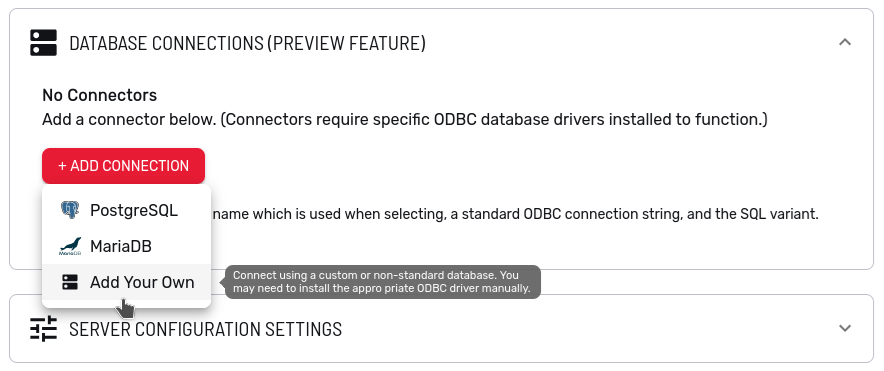 DATABASE CONNECTIONS (PREVIEW FEATURE)
No Connectors
Add a connector below. (Connectors require specific ODBC database drivers installed to function.)
+ ADD CONNECTION
PostgreSQL
name which is used when selecting, a standard ODBC connection string, and the SQL variant.
MariaDB
MariaDB
Add Your Own
Connect using a custom or non-standard database. You
may need to install the appro priate ODBC driver manually.
SERVER CONFIGURATION SETTINGS